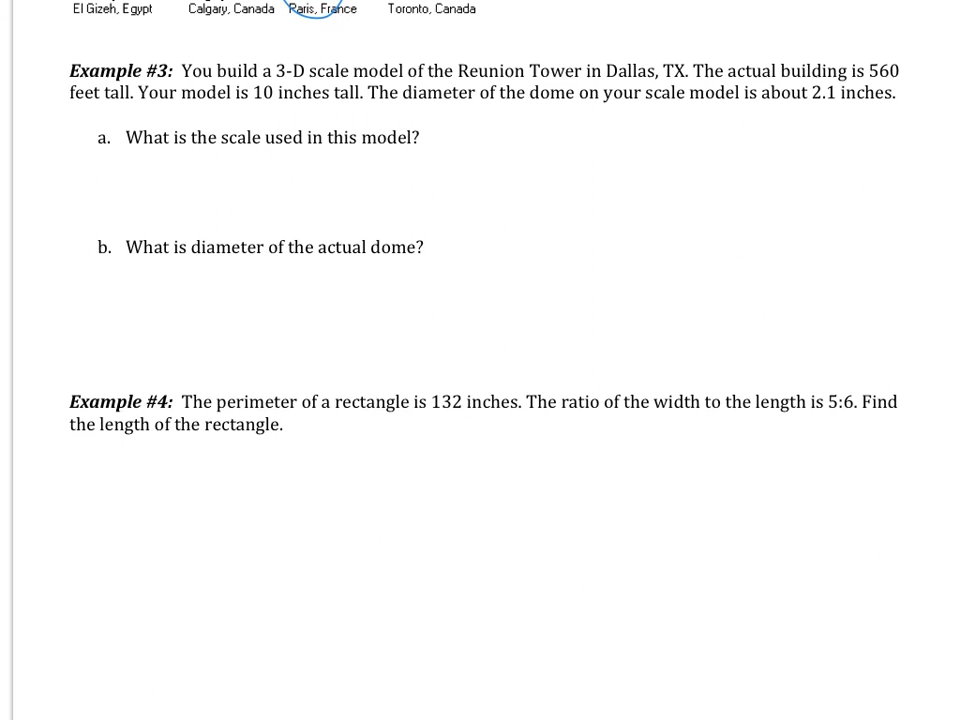 El Gizeh, Egypt Calgary, Canada Paris, France Toronto, Canada
Example #3: You build a 3-D scale model of the Reunion Tower in Dallas, TX. The actual building is 560
feet tall. Your model is 10 inches tall. The diameter of the dome on your scale model is about 2.1 inches.
a. What is the scale used in this model?
b. What is diameter of the actual dome?
Example #4: The perimeter of a rectangle is 132 inches. The ratio of the width to the length is 5:6. Find
the length of the rectangle.